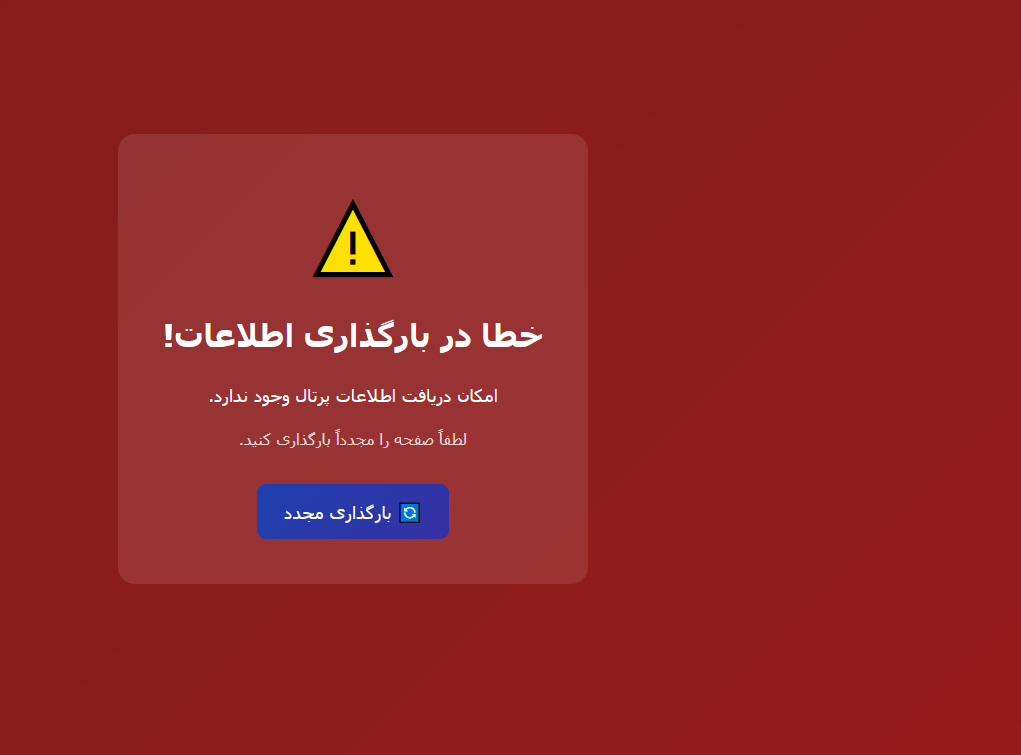 خطا در بارگذاری اطلاعات!
امکان دریافت اطلاعات پرتال وجود ندارد.
لطفاً صفحه را مجدداً بارگذاری کنید.
🔄 بارگذاری مجدد